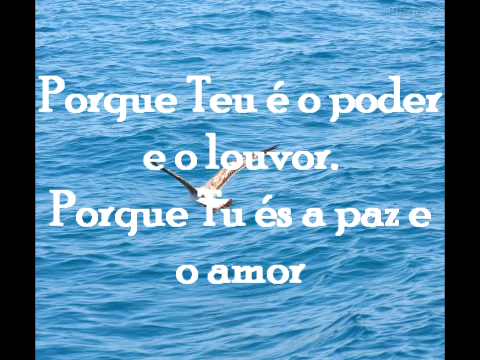 Porque Teu é o poder
e o louvor.
Porque Tu és a paz e
o amor